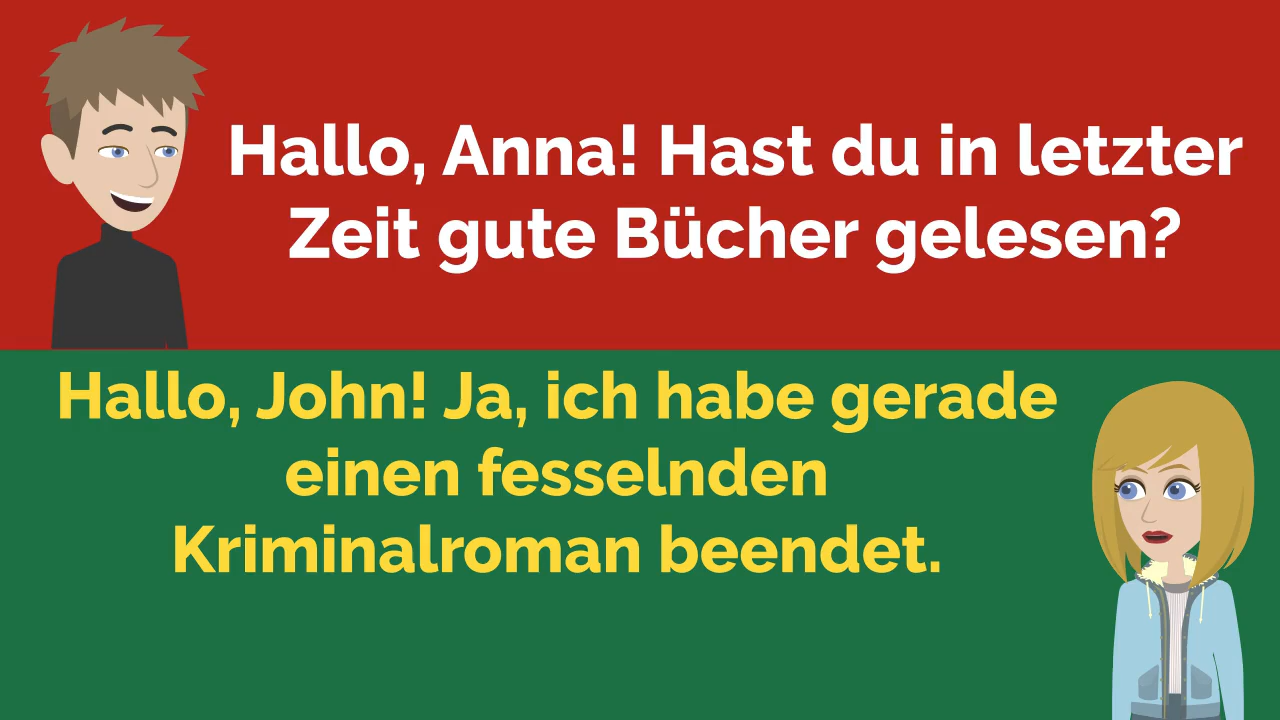 Hallo, Anna! Hast du in letzter
Zeit gute Bücher gelesen?
Hallo, John! Ja, ich habe gerade
einen fesselnden
Kriminalroman beendet.